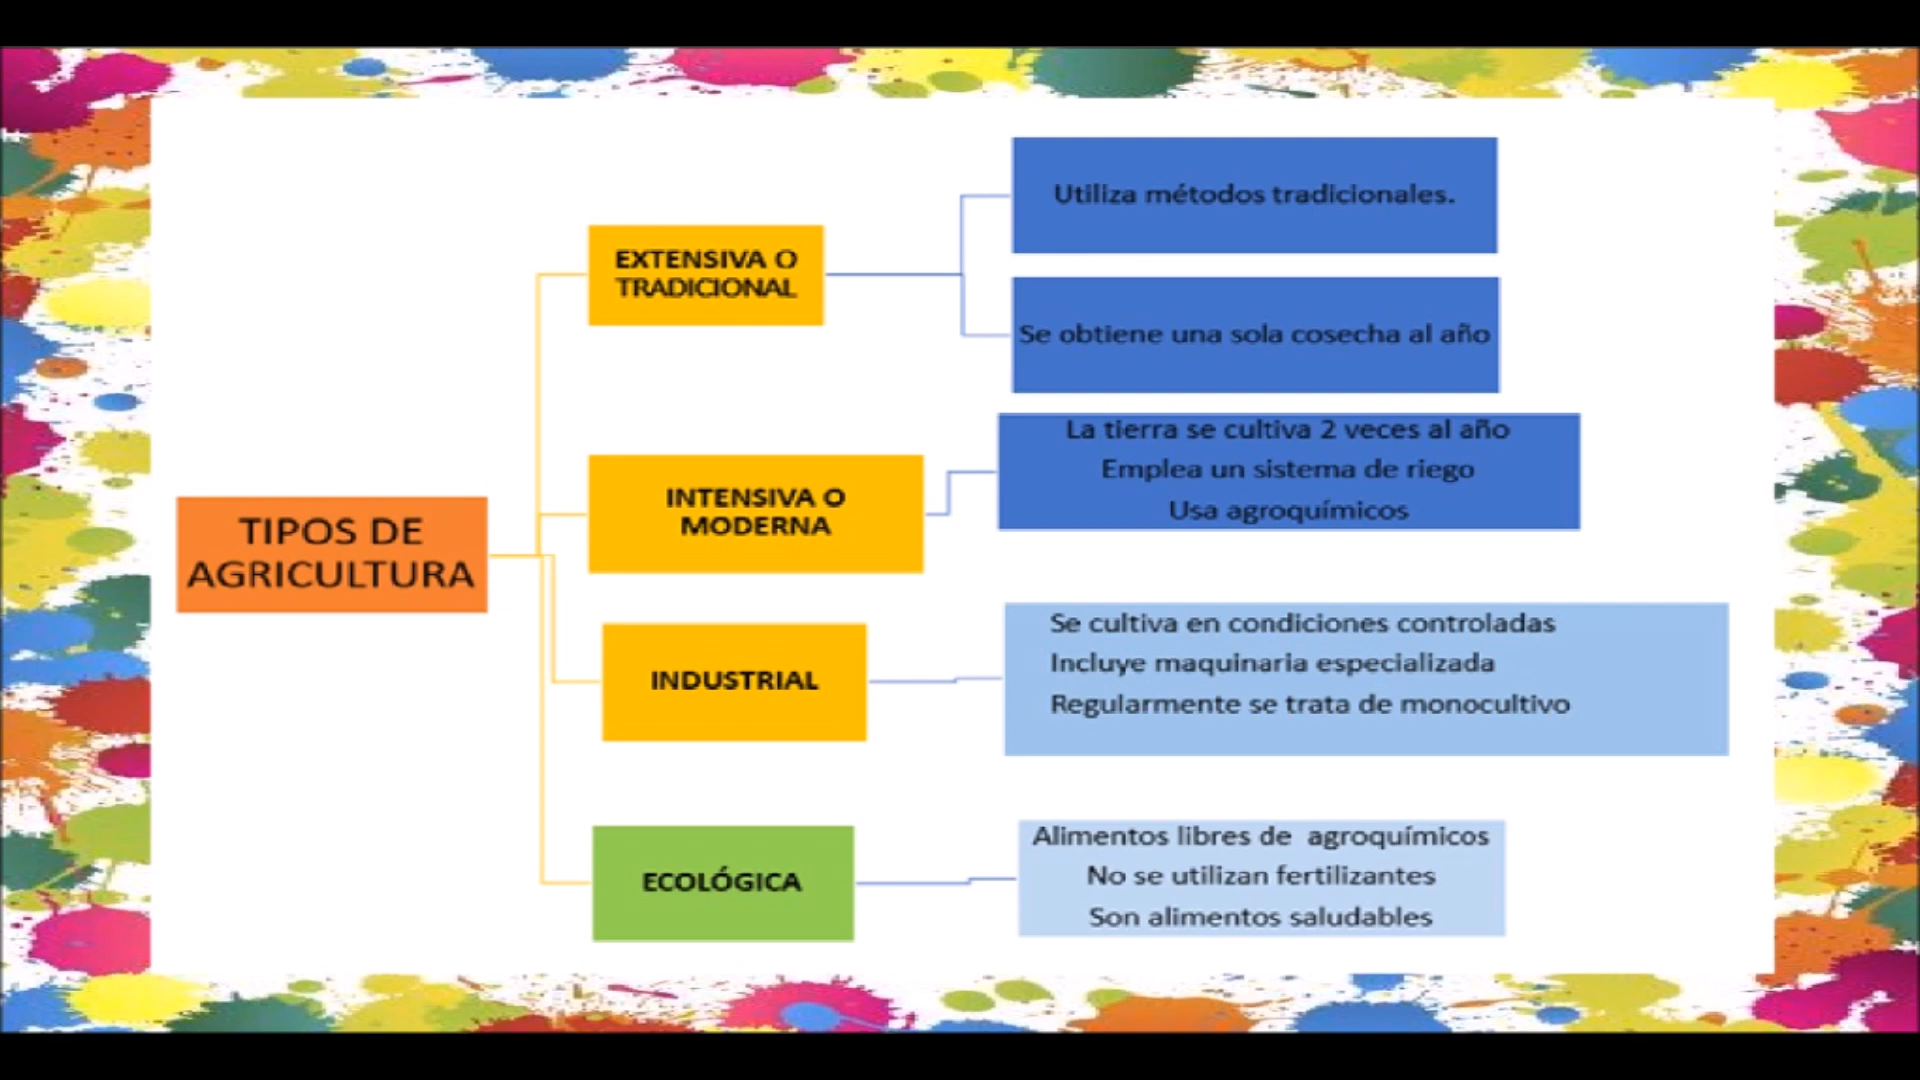 TIPOS DE
AGRICULTURA
EXTENSIVA O
TRADICIONAL
Utiliza métodos tradicionales.
Se obtiene una sola cosecha al año
INTENSIVA O
MODERNA
La tierra se cultiva 2 veces al año
Emplea un sistema de riego
Usa agroquímicos
INDUSTRIAL
Se cultiva en condiciones controladas
Incluye maquinaria especializada
Regularmente se trata de monocultivo
ECOLÓGICA
Alimentos libres de agroquímicos
No se utilizan fertilizantes
Son alimentos saludables